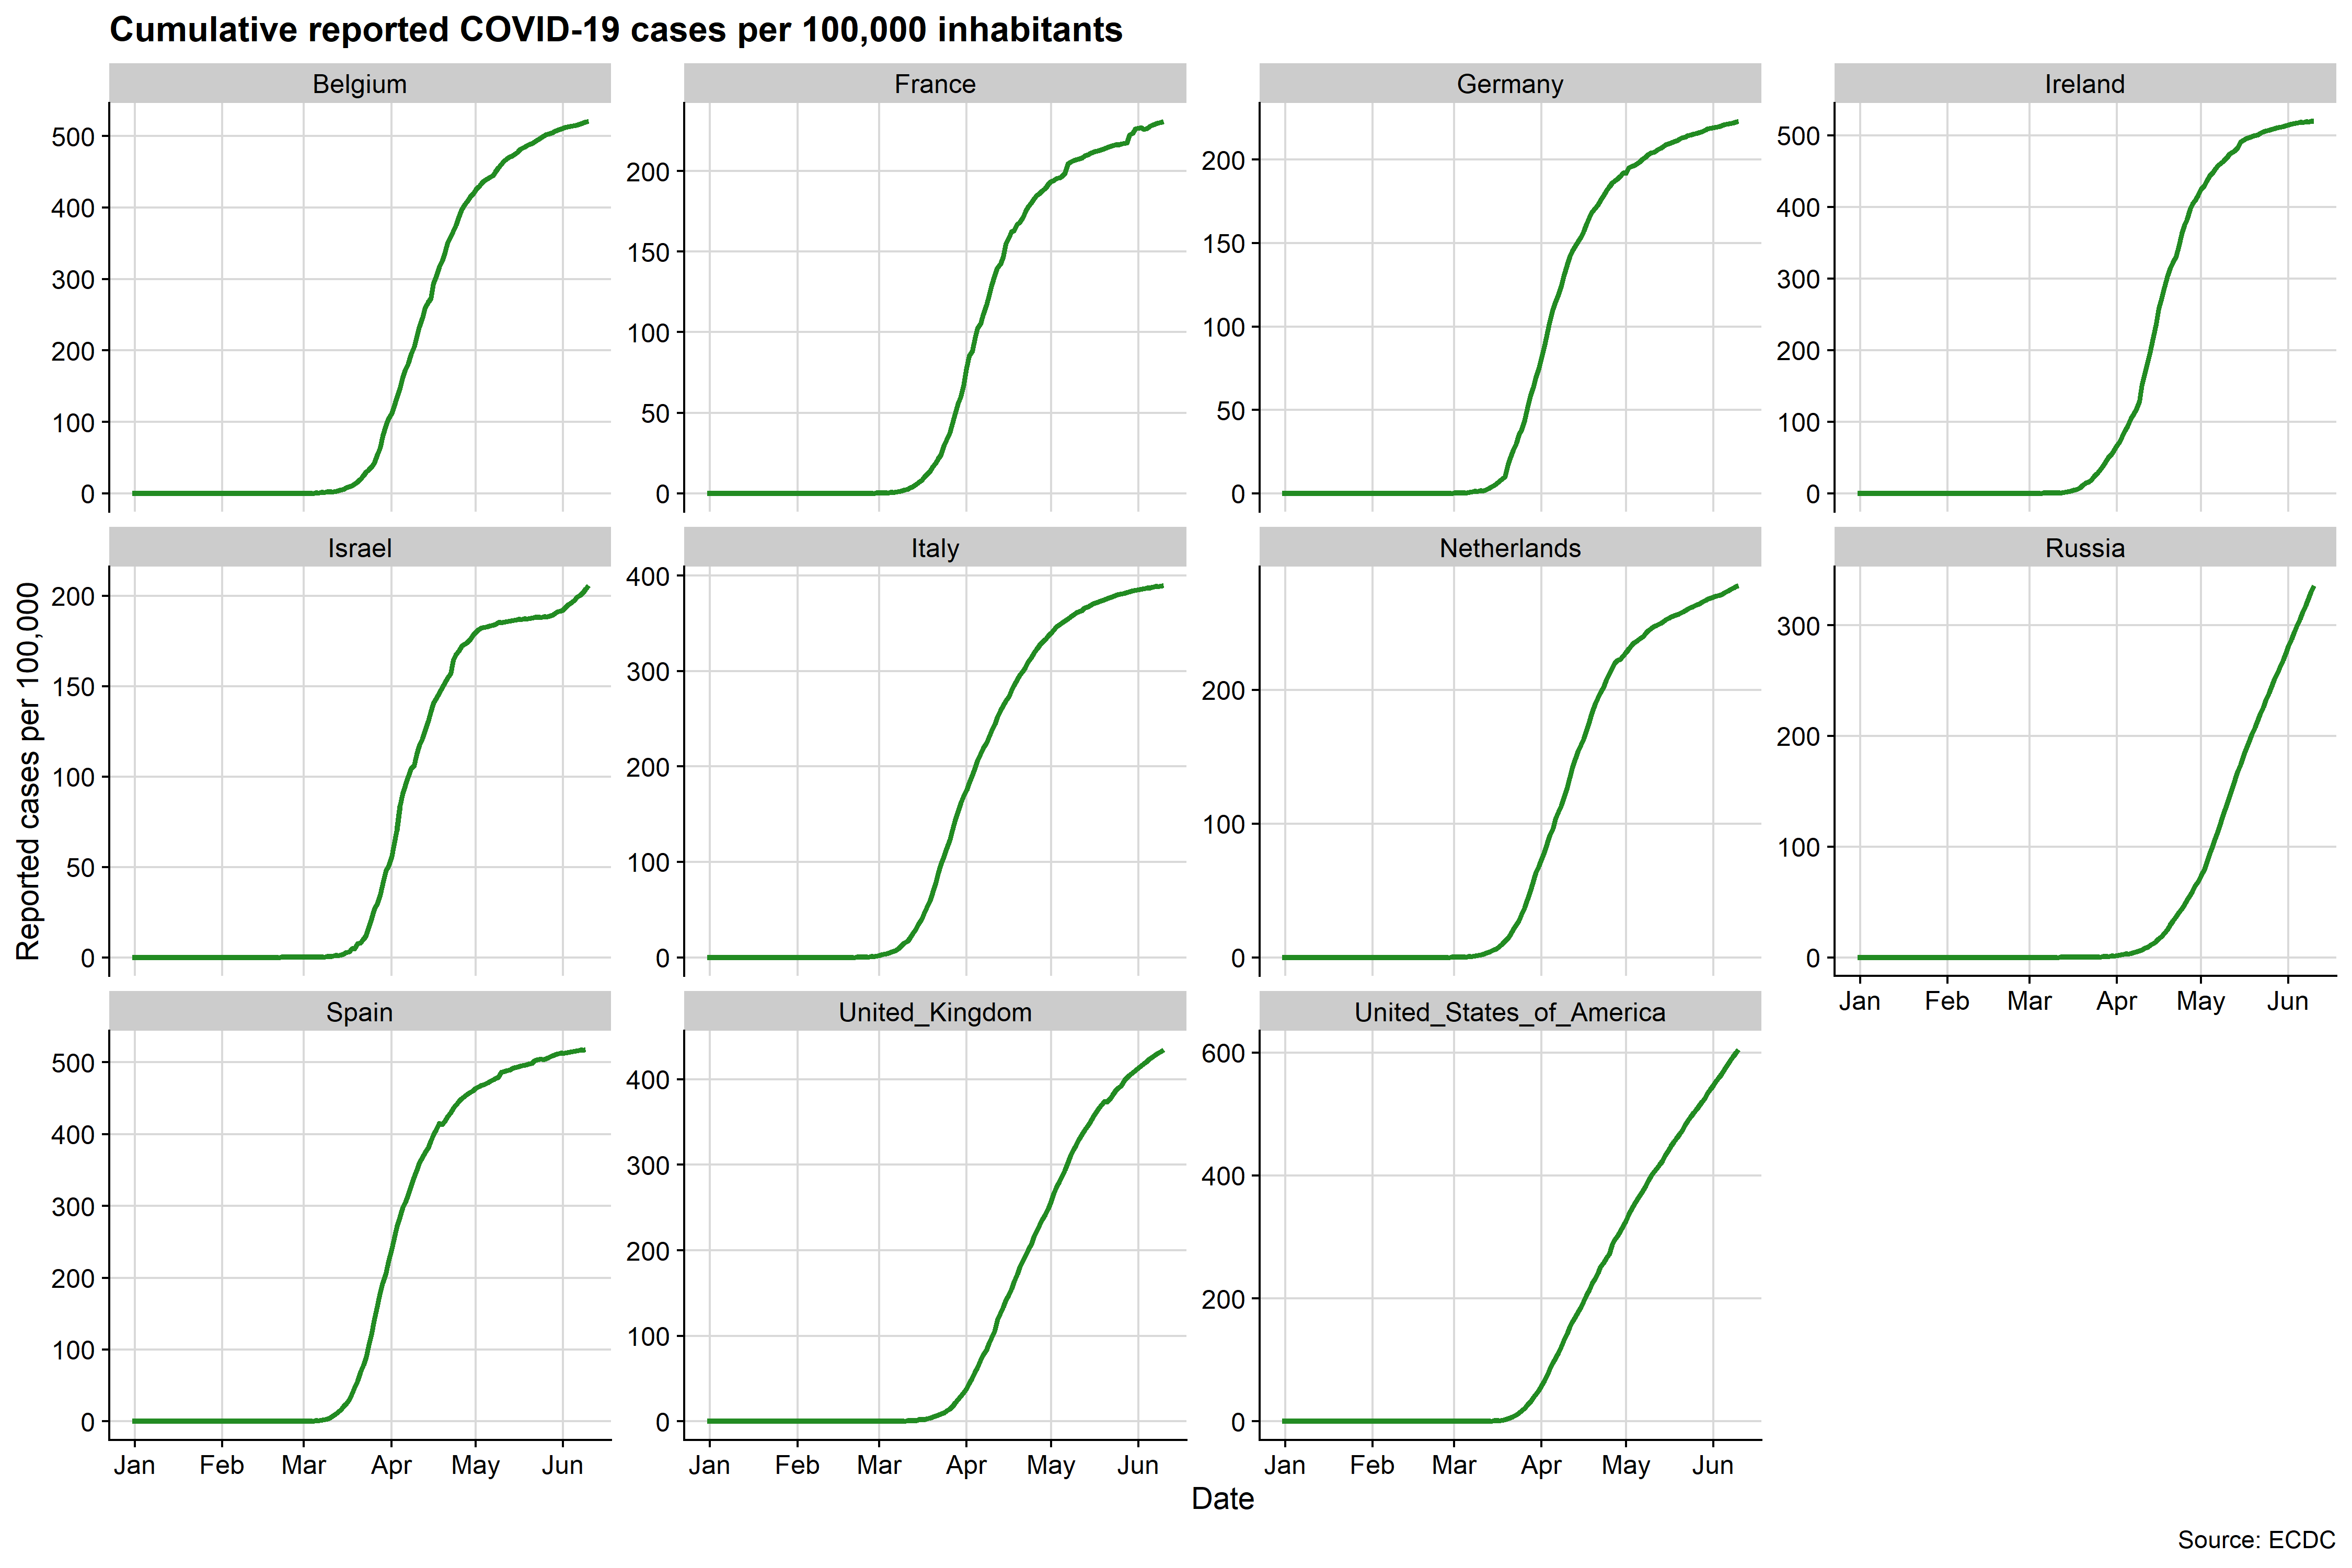 Cumulative reported COVID-19 cases per 100,000 inhabitants
Belgium
France
Germany
Ireland
500
400
300
200
100
0
200
150
100
50
0
200
150
100
50
0
500
400
300
200
100
0
Reported cases per 100,000
Israel
Italy
Netherlands
Russia
200
150
100
50
0
400
300
200
100
0
200
100
0
300
200
100
0
Jan Feb Mar Apr May Jun
Spain
United_Kingdom
United_States_of_America
500
400
300
200
100
0
400
300
200
100
0
600
400
200
0
Jan Feb Mar Apr May Jun
Jan Feb Mar Apr May Jun
Jan Feb Mar Apr May Jun
Date
Source: ECDC